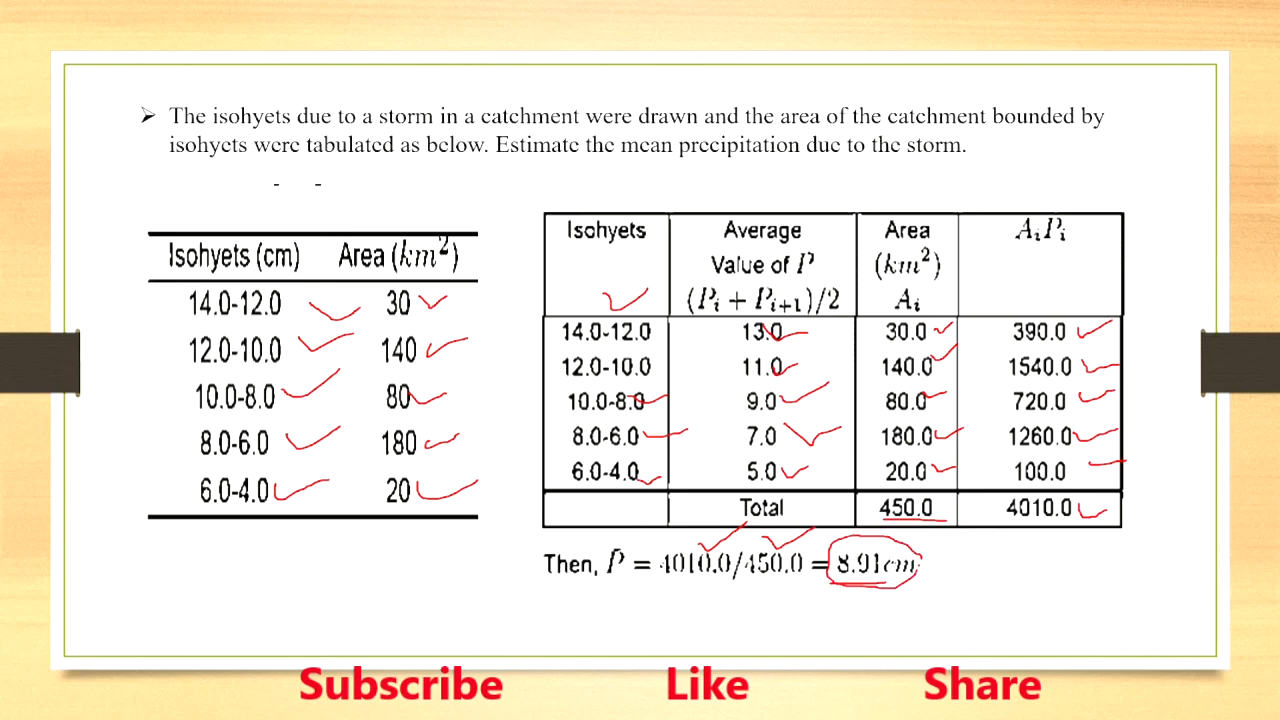 ➢ The isohyets due to a storm in a catchment were drawn and the area of the catchment bounded by
isohyets were tabulated as below. Estimate the mean precipitation due to the storm.
Isohyets (cm) Area (km²)
14.0-12.0 30
12.0-10.0 140
10.0-8.0 80
8.0-6.0 180
6.0-4.0 20
Isohyets Average Area AᵢPᵢ
Value of P (km²)
(Pᵢ + Pᵢ₊₁)/2 Aᵢ
14.0-12.0 13.0 30.0 390.0
12.0-10.0 11.0 140.0 1540.0
10.0-8.0 9.0 80.0 720.0
8.0-6.0 7.0 180.0 1260.0
6.0-4.0 5.0 20.0 100.0
Total 450.0 4010.0
Then, P̄ = 4010.0/450.0 = 8.91cm
Subscribe Like Share